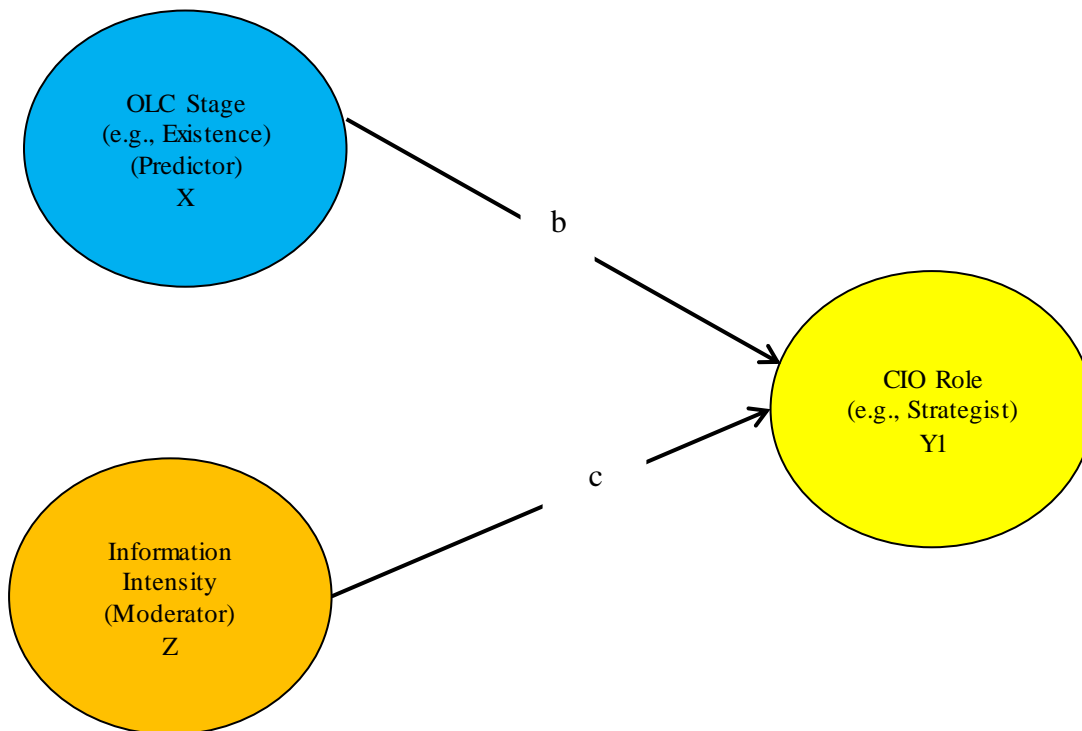 OLC Stage
(e.g., Existence)
(Predictor)
X
b
CIO Role
(e.g., Strategist)
Y1
c
Information
Intensity
(Moderator)
Z